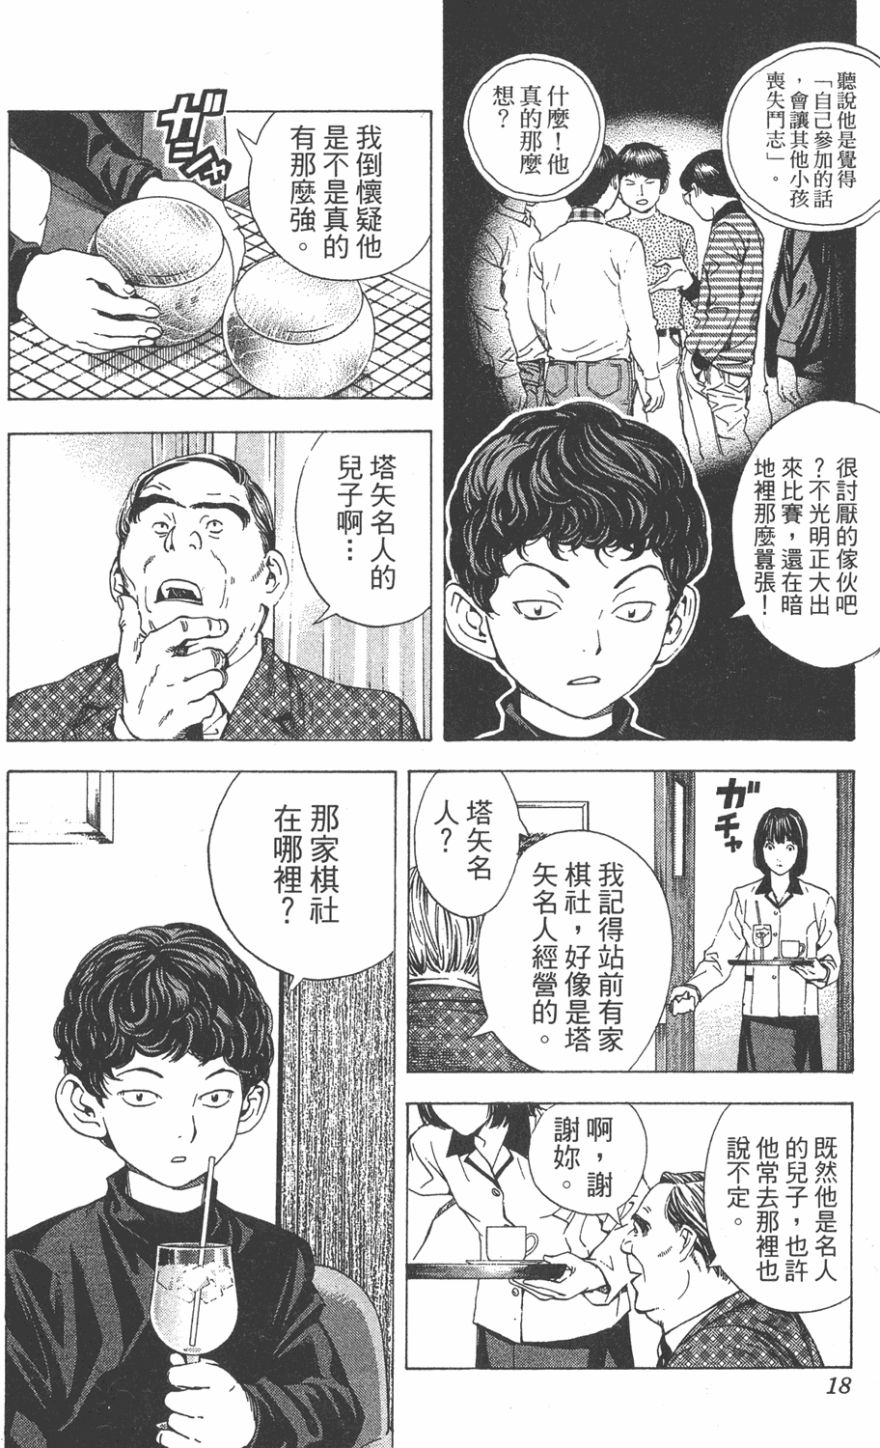 聽說他是覺得
「自己參加的話
，會讓其他小孩
喪失鬥志」。
什麼！他
真的那麼
想？
很討厭的傢伙吧
？不光明正大出
來比賽，還在暗
地裡那麼囂張！
ガシャ
我倒懷疑他
是不是真的
有那麼強。
塔矢名人的
兒子啊…
ガチャ
我記得站前有家
棋社，好像是塔
矢名人經營的。
塔矢名
人？
那家棋社
在哪裡？
既然他是名人
的兒子，也許
他常去那裡也
說不定。
啊，謝
謝妳。
18